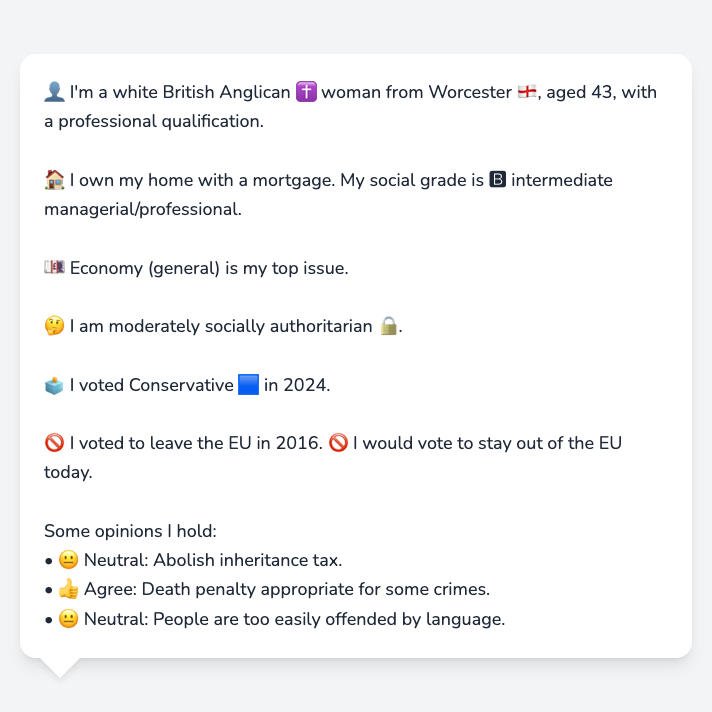 👤 I'm a white British Anglican ✝️ woman from Worcester 🏴󠁧󠁢󠁥󠁮󠁧󠁿, aged 43, with
a professional qualification.
🏠 I own my home with a mortgage. My social grade is 🅱 intermediate
managerial/professional.
💷 Economy (general) is my top issue.
🤔 I am moderately socially authoritarian 🔒.
🗳️ I voted Conservative 🟦 in 2024.
🚫 I voted to leave the EU in 2016. 🚫 I would vote to stay out of the EU
today.
Some opinions I hold:
• 😐 Neutral: Abolish inheritance tax.
• 👍 Agree: Death penalty appropriate for some crimes.
• 😐 Neutral: People are too easily offended by language.